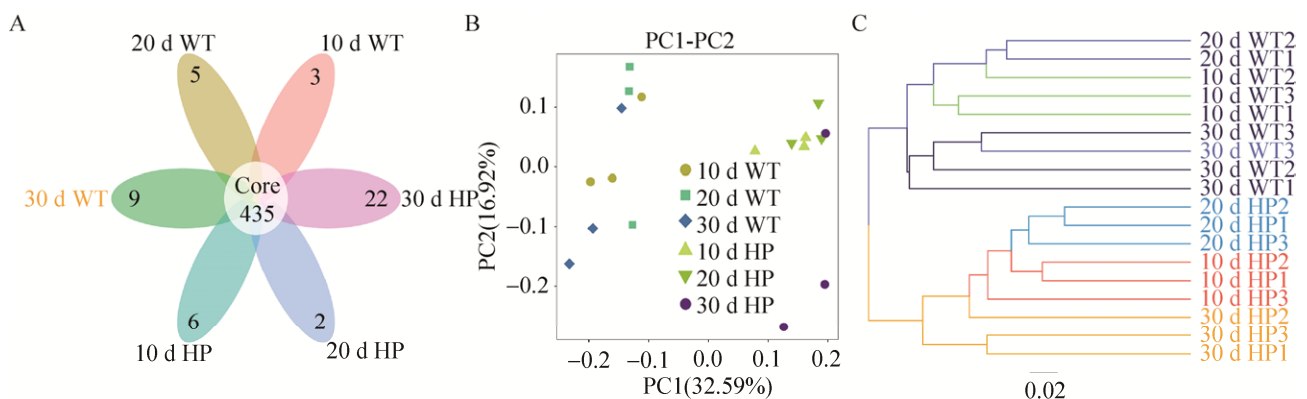 A
20 d WT
10 d WT
5
3
30 d WT
9
Core
435
22
30 d HP
6
2
10 d HP
20 d HP
B
PC1-PC2
PC2(16.92%)
0.1
0.0
−0.1
−0.2
10 d WT
20 d WT
30 d WT
10 d HP
20 d HP
30 d HP
−0.2 −0.1 0.0 0.1 0.2
PC1(32.59%)
C
20 d WT2
20 d WT1
10 d WT2
10 d WT3
10 d WT1
30 d WT3
30 d WT3
30 d WT2
30 d WT1
20 d HP2
20 d HP1
20 d HP3
10 d HP2
10 d HP1
10 d HP3
30 d HP2
30 d HP3
30 d HP1
0.02